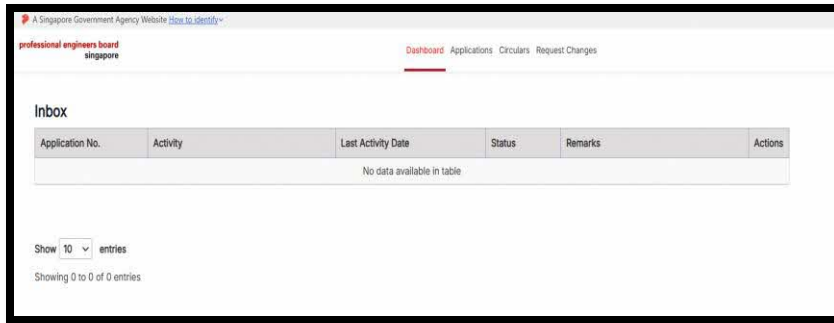 A Singapore Government Agency Website How to identify
professional engineers board
singapore
Dashboard Applications Circulars Request Changes
Inbox
Application No. Activity Last Activity Date Status Remarks Actions
No data available in table
Show 10 entries
Showing 0 to 0 of 0 entries